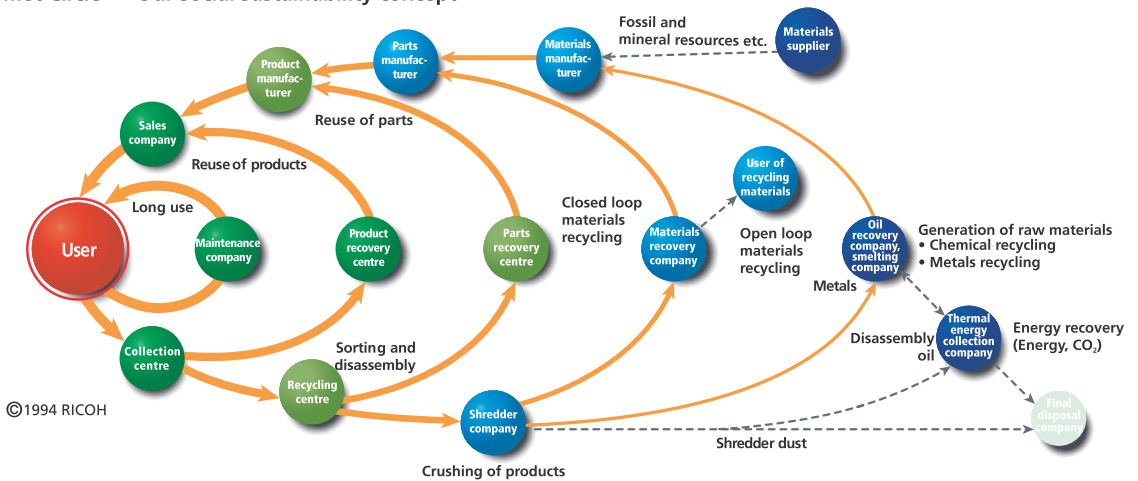 Our social sustainability concept
Fossil and
mineral resources etc.
Materials
supplier
Materials
manufac-
turer
Parts
manufac-
turer
Product
manufac-
turer
Sales
company
Reuse of parts
Reuse of products
Long use
User
Maintenance
company
Product
recovery
centre
Parts
recovery
centre
Closed loop
materials
recycling
Materials
recovery
company
User of
recycling
materials
Open loop
materials
recycling
Oil
recovery
company,
smelting
company
Generation of raw materials
• Chemical recycling
• Metals recycling
Metals
Thermal
energy
collection
company
Disassembly
oil
Energy recovery
(Energy, CO₂)
Collection
centre
Sorting and
disassembly
Recycling
centre
©1994 RICOH
Shredder
company
Crushing of products
Shredder dust
Final
disposal
company